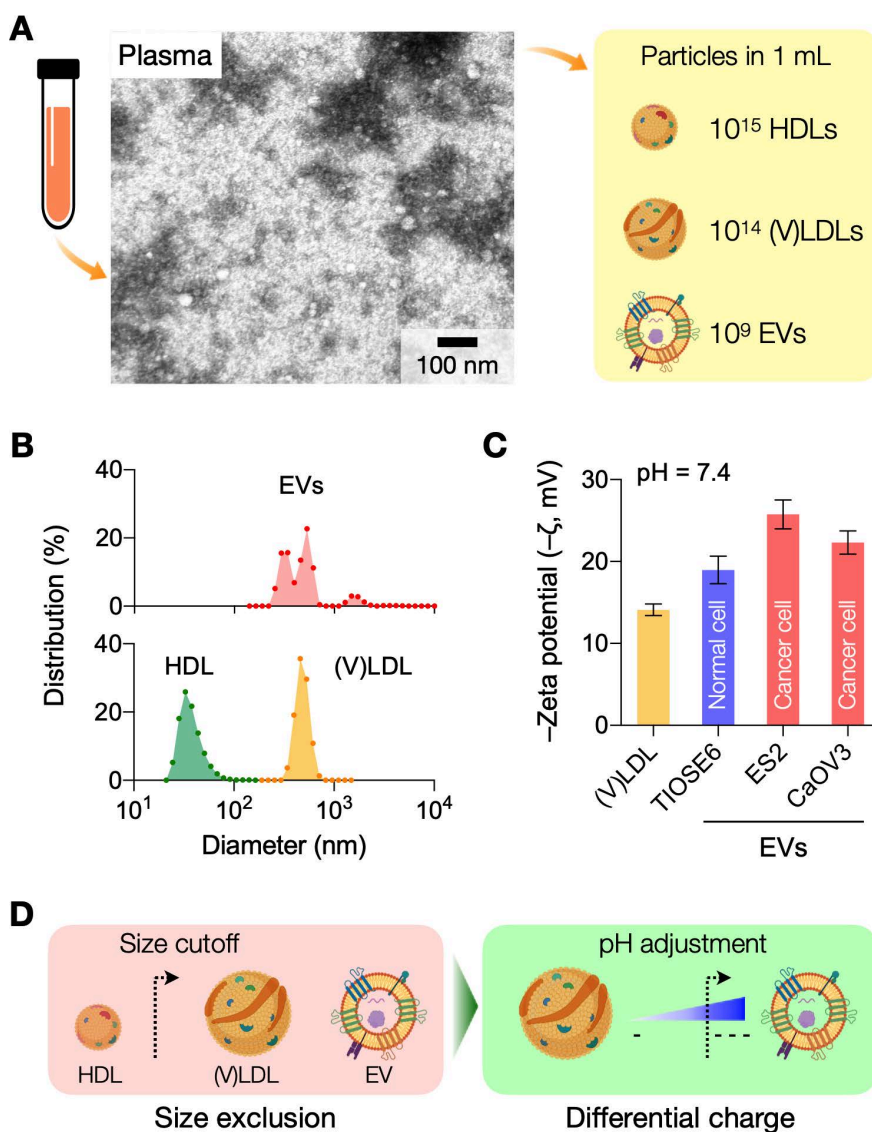 A
Plasma
100 nm
Particles in 1 mL
10¹⁵ HDLs
10¹⁴ (V)LDLs
10⁹ EVs
B
40
20
0
EVs
40
20
0
HDL
(V)LDL
10¹
10²
10³
10⁴
Distribution (%)
Diameter (nm)
C
pH = 7.4
30
20
10
0
–Zeta potential (–ζ, mV)
Normal cell
Cancer cell
Cancer cell
(V)LDL
TIOSE6
ES2
CaOV3
EVs
D
Size cutoff
HDL
(V)LDL
EV
Size exclusion
pH adjustment
-
- - - -
Differential charge